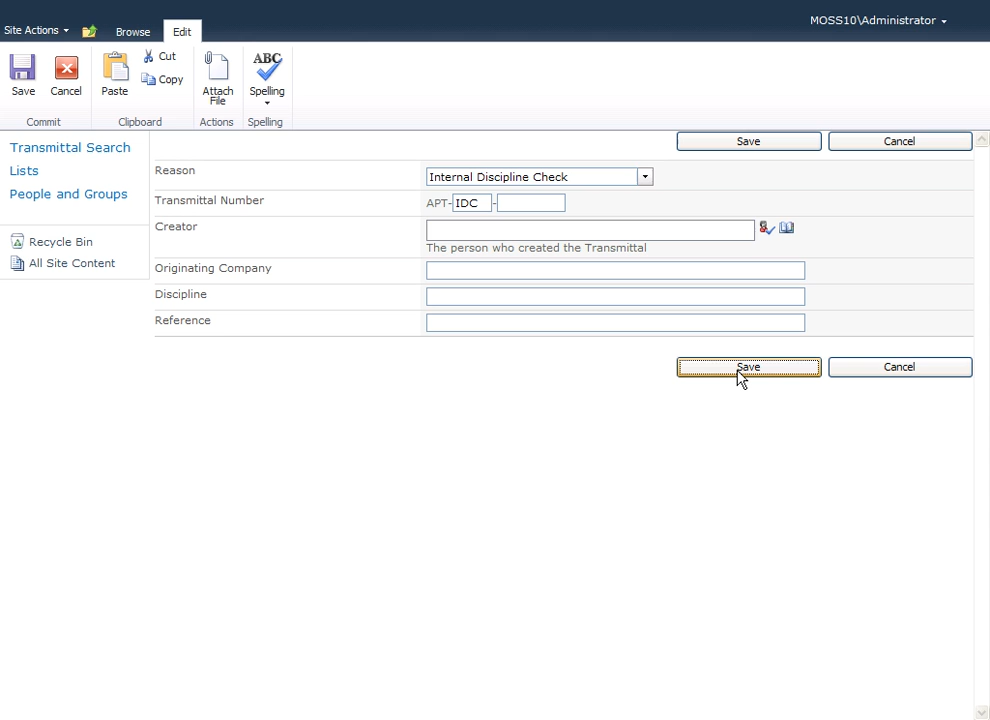 Site Actions Browse Edit MOSS10\Administrator
Save Cancel Paste Cut Copy Attach File ABC Spelling
Commit Clipboard Actions Spelling
Transmittal Search
Lists
People and Groups
Recycle Bin
All Site Content
Save Cancel
Reason Internal Discipline Check
Transmittal Number APT- IDC -
Creator
The person who created the Transmittal
Originating Company
Discipline
Reference
Save Cancel